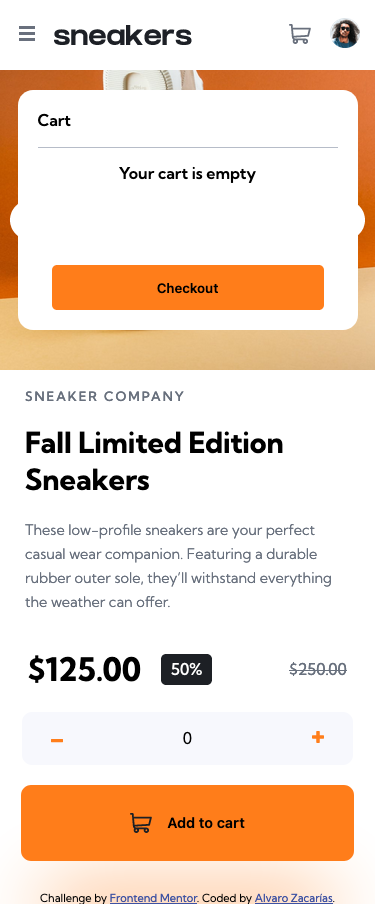 sneakers
Cart
Your cart is empty
Checkout
SNEAKER COMPANY
Fall Limited Edition
Sneakers
These low-profile sneakers are your perfect
casual wear companion. Featuring a durable
rubber outer sole, they’ll withstand everything
the weather can offer.
$125.00 50% $250.00
0
Add to cart
Challenge by Frontend Mentor. Coded by Alvaro Zacarías.